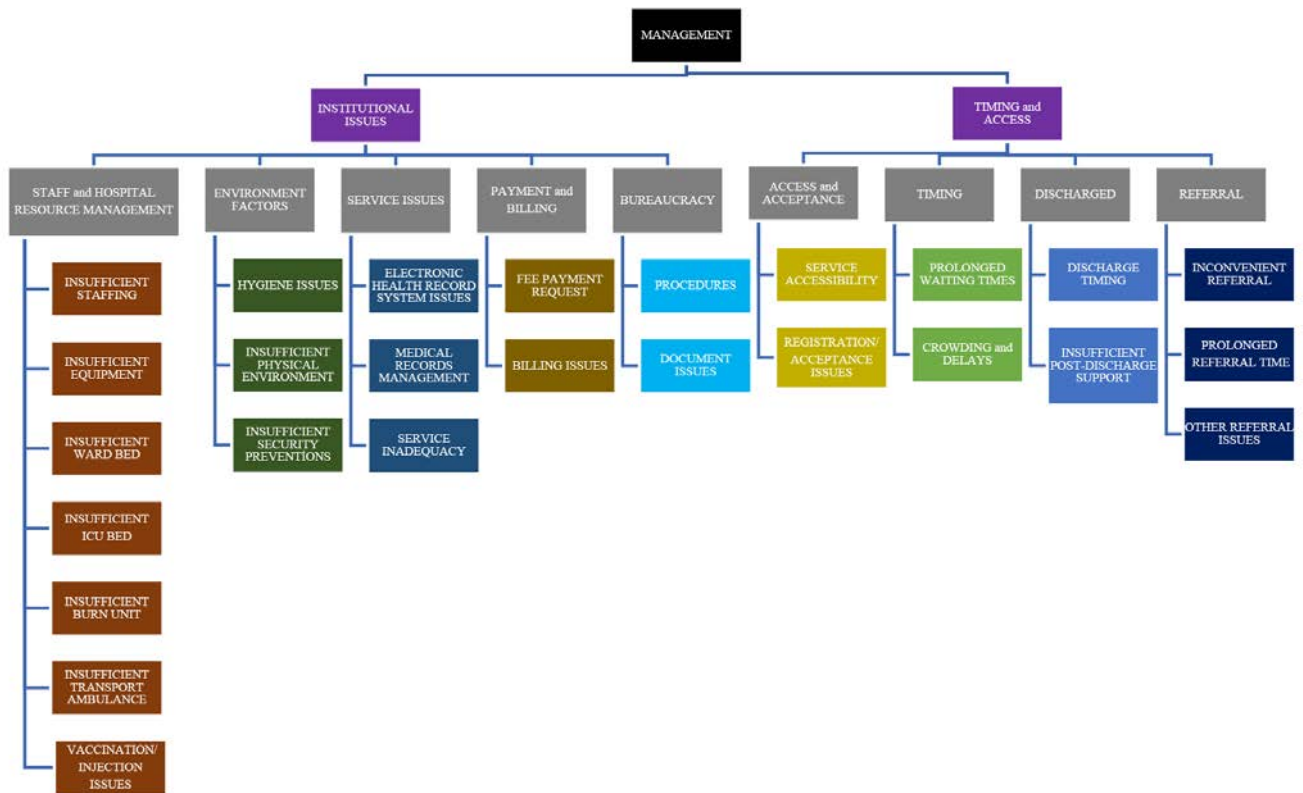 MANAGEMENT
INSTITUTIONAL
ISSUES
TIMING and
ACCESS
STAFF and HOSPITAL
RESOURCE MANAGEMENT
ENVIRONMENT
FACTORS
SERVICE ISSUES
PAYMENT and
BILLING
BUREAUCRACY
ACCESS and
ACCEPTANCE
TIMING
DISCHARGED
REFERRAL
INSUFFICIENT
STAFFING
INSUFFICIENT
EQUIPMENT
INSUFFICIENT
WARD BED
INSUFFICIENT
ICU BED
INSUFFICIENT
BURN UNIT
INSUFFICIENT
TRANSPORT
AMBULANCE
VACCINATION/
INJECTION
ISSUES
HYGIENE ISSUES
INSUFFICIENT
PHYSICAL
ENVIRONMENT
INSUFFICIENT
SECURITY
PREVENTIONS
ELECTRONIC
HEALTH RECORD
SYSTEM ISSUES
MEDICAL
RECORDS
MANAGEMENT
SERVICE
INADEQUACY
FEE PAYMENT
REQUEST
BILLING ISSUES
PROCEDURES
DOCUMENT
ISSUES
SERVICE
ACCESSIBILITY
REGISTRATION/
ACCEPTANCE
ISSUES
PROLONGED
WAITING TIMES
CROWDING and
DELAYS
DISCHARGE
TIMING
INSUFFICIENT
POST-DISCHARGE
SUPPORT
INCONVENIENT
REFERRAL
PROLONGED
REFERRAL TIME
OTHER REFERRAL
ISSUES